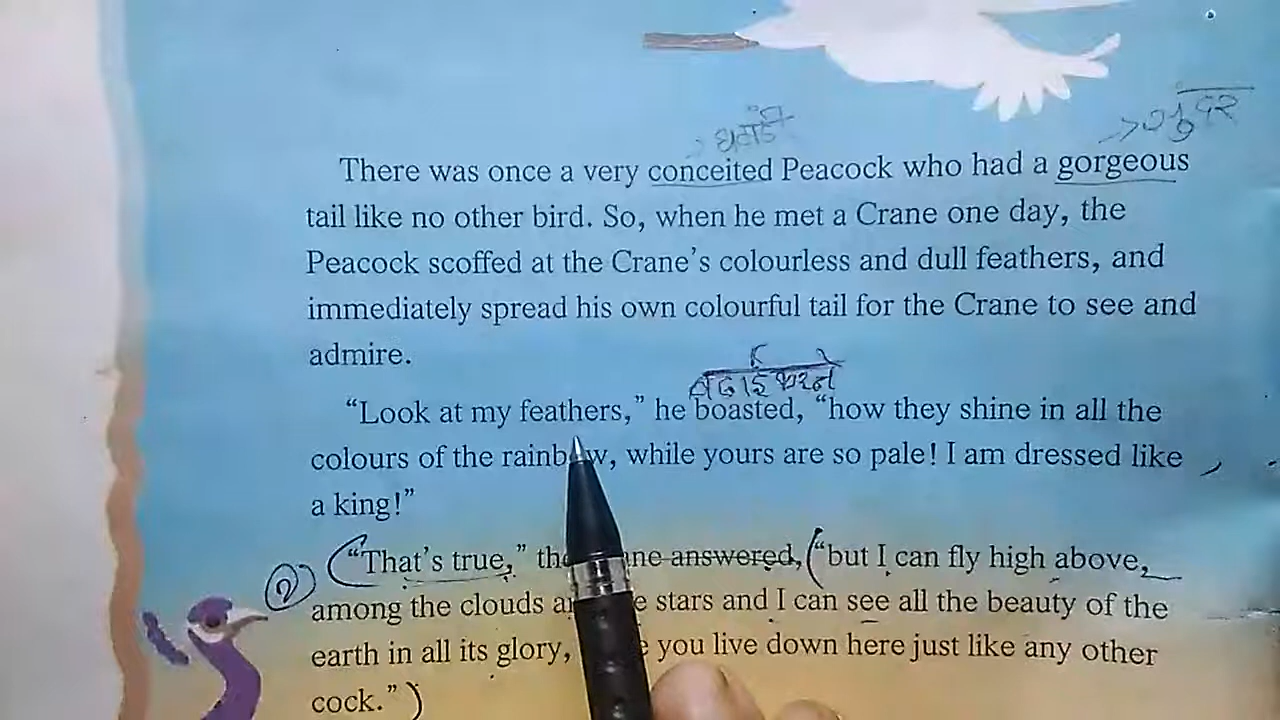 घमंडी
सुन्दर
There was once a very conceited Peacock who had a gorgeous
tail like no other bird. So, when he met a Crane one day, the
Peacock scoffed at the Crane's colourless and dull feathers, and
immediately spread his own colourful tail for the Crane to see and
admire.
बढाई करने
“Look at my feathers,” he boasted, “how they shine in all the
colours of the rainbow, while yours are so pale! I am dressed like
a king!”
“That's true,” answered, “but I can fly high above,
among the clouds stars and I can see all the beauty of the
earth in all its glory, you live down here just like any other
cock.”